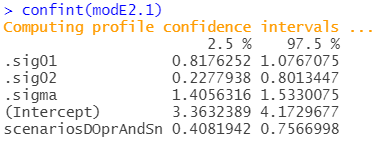 > confint(modE2.1)
Computing profile confidence intervals ...
2.5 % 97.5 %
.sig01 0.8176252 1.0767075
.sig02 0.2277938 0.8013447
.sigma 1.4056316 1.5330075
(Intercept) 3.3632389 4.1729677
scenariosDOprAndSn 0.4081942 0.7566998